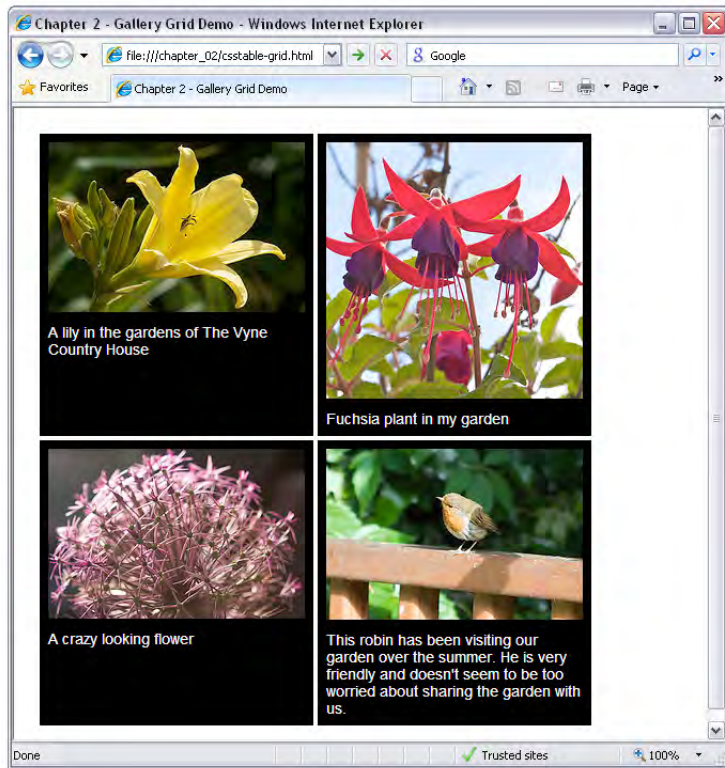 Chapter 2 - Gallery Grid Demo - Windows Internet Explorer
file:///chapter_02/csstable-grid.html
Google
Favorites
Chapter 2 - Gallery Grid Demo
Page
»
A lily in the gardens of The Vyne
Country House
Fuchsia plant in my garden
A crazy looking flower
This robin has been visiting our
garden over the summer. He is very
friendly and doesn't seem to be too
worried about sharing the garden with
us.
Done
Trusted sites
100%